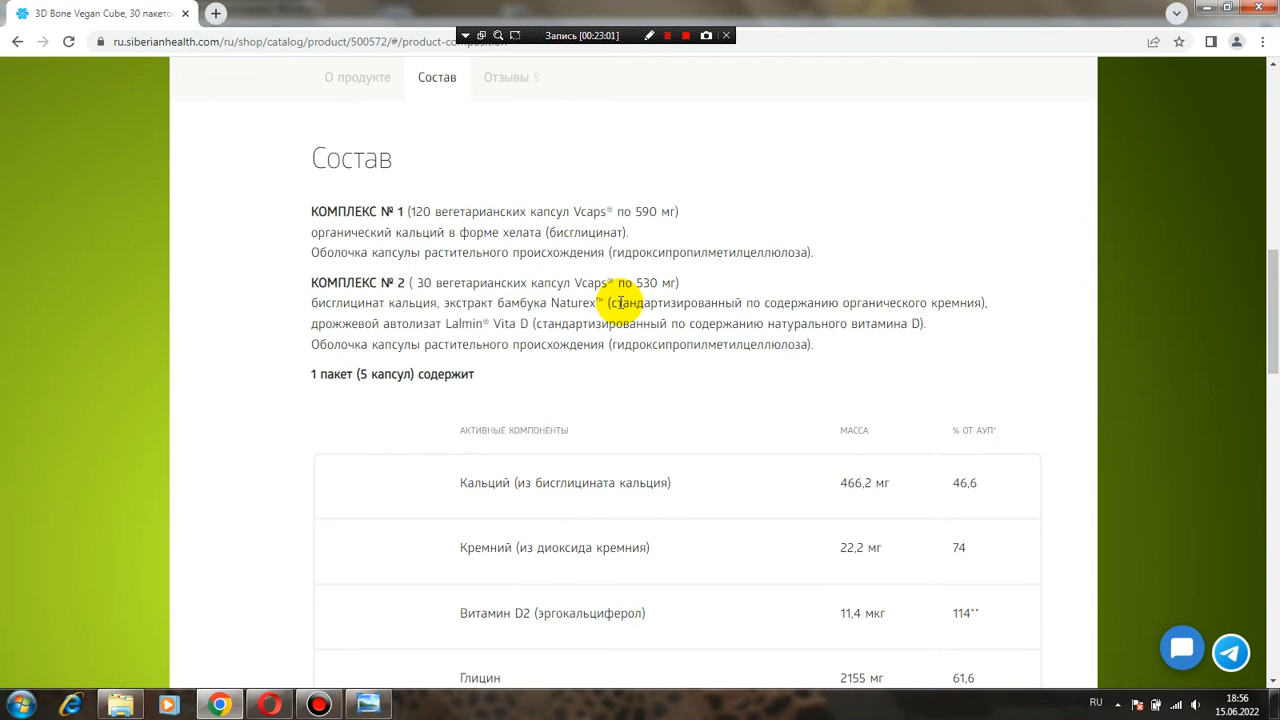 3D Bone Vegan Cube, 30 пакетов
ru.siberianhealth.com/ru/shop/catalog/product/500572/#/product-composition
Запись [00:23:01]
О продукте
Состав
Отзывы 5
Состав
КОМПЛЕКС № 1 (120 вегетарианских капсул Vcaps® по 590 мг)
органический кальций в форме хелата (бисглицинат).
Оболочка капсулы растительного происхождения (гидроксипропилметилцеллюлоза).
КОМПЛЕКС № 2 ( 30 вегетарианских капсул Vcaps® по 530 мг)
бисглицинат кальция, экстракт бамбука Naturex™ (стандартизированный по содержанию органического кремния),
дрожжевой автолизат Lalmin® Vita D (стандартизированный по содержанию натурального витамина D).
Оболочка капсулы растительного происхождения (гидроксипропилметилцеллюлоза).
1 пакет (5 капсул) содержит
АКТИВНЫЕ КОМПОНЕНТЫ МАССА % ОТ АУП*
Кальций (из бисглицината кальция) 466,2 мг 46,6
Кремний (из диоксида кремния) 22,2 мг 74
Витамин D2 (эргокальциферол) 11,4 мкг 114**
Глицин 2155 мг 61,6
RU
18:56
15.06.2022